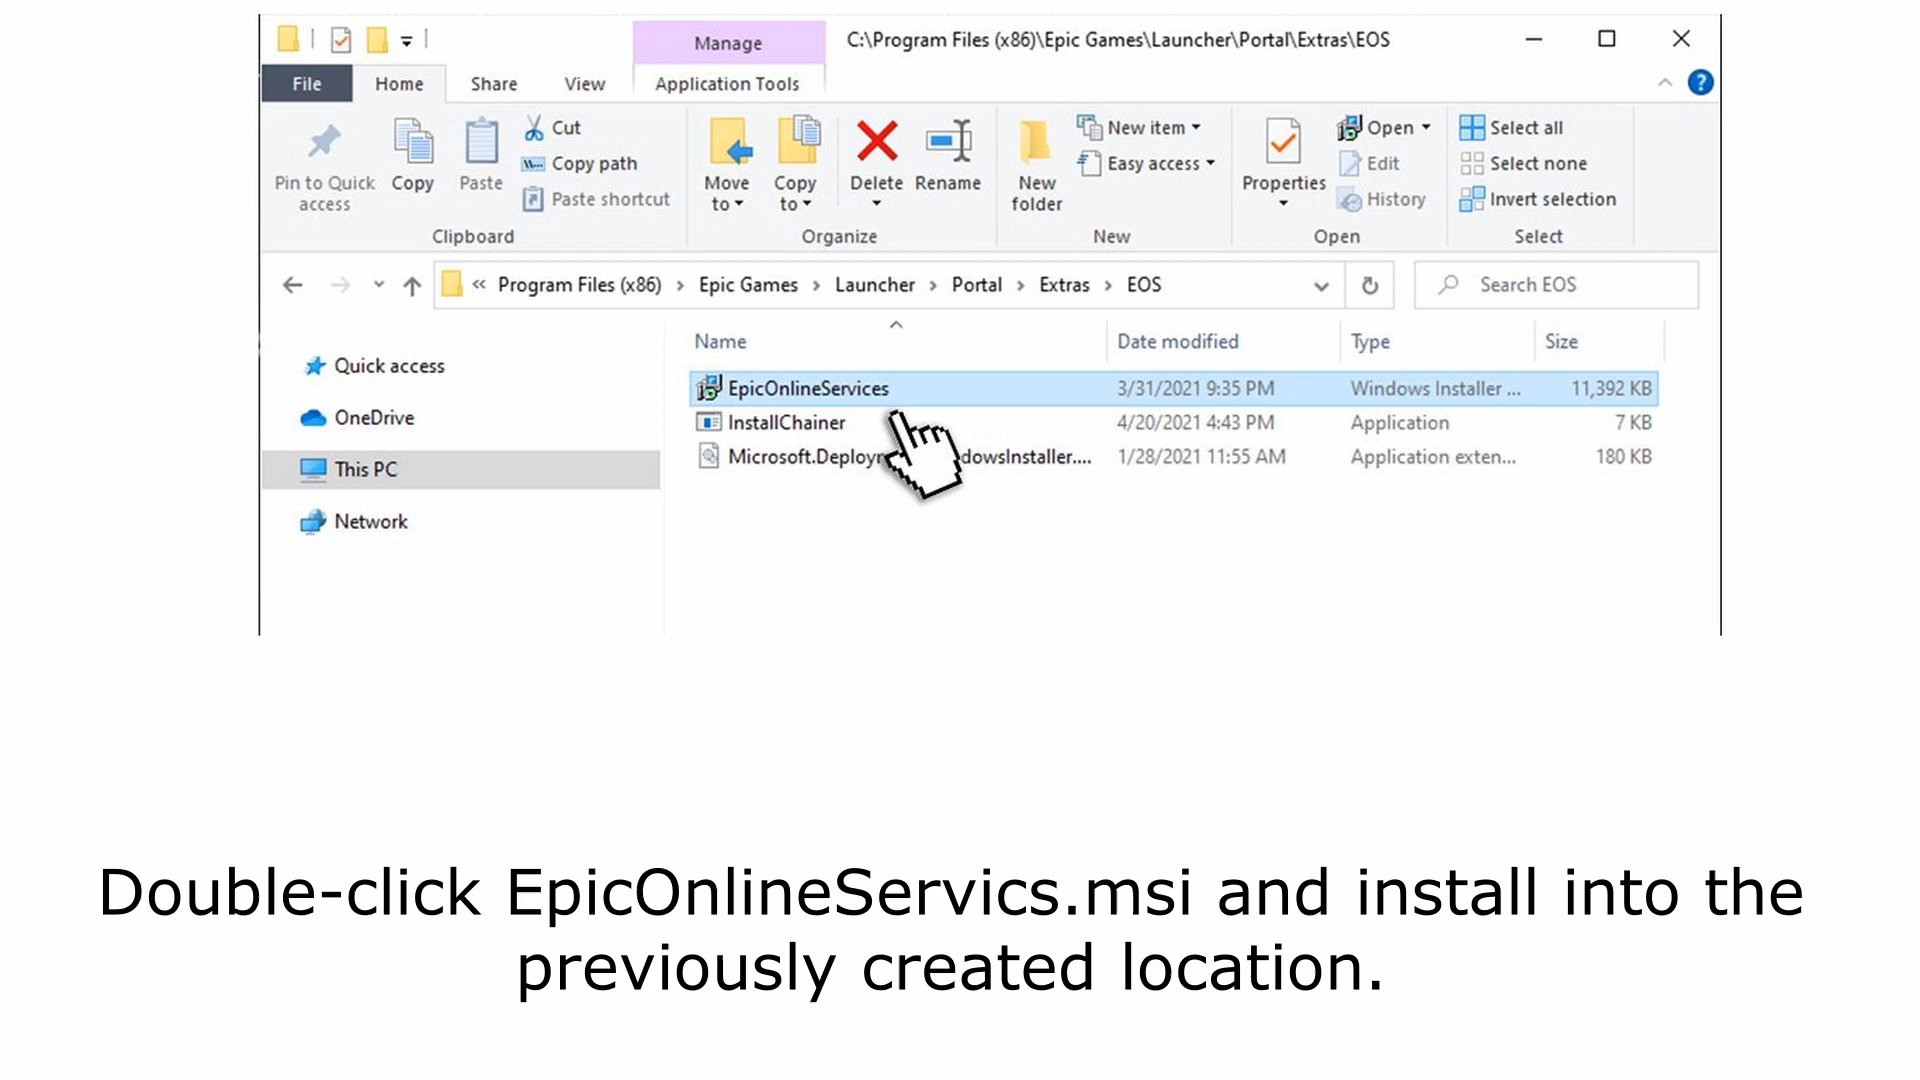 Manage
C:\Program Files (x86)\Epic Games\Launcher\Portal\Extras\EOS
File
Home
Share
View
Application Tools
Pin to Quick access
Copy
Paste
Cut
Copy path
Paste shortcut
Clipboard
Move to
Copy to
Delete
Rename
Organize
New folder
New item
Easy access
New
Properties
Open
Edit
History
Open
Select all
Select none
Invert selection
Select
« Program Files (x86) > Epic Games > Launcher > Portal > Extras > EOS
Search EOS
Quick access
OneDrive
This PC
Network
Name Date modified Type Size
EpicOnlineServices 3/31/2021 9:35 PM Windows Installer ... 11,392 KB
InstallChainer 4/20/2021 4:43 PM Application 7 KB
Microsoft.Deploym dowsInstaller.... 1/28/2021 11:55 AM Application exten... 180 KB
Double-click EpicOnlineServics.msi and install into the
previously created location.